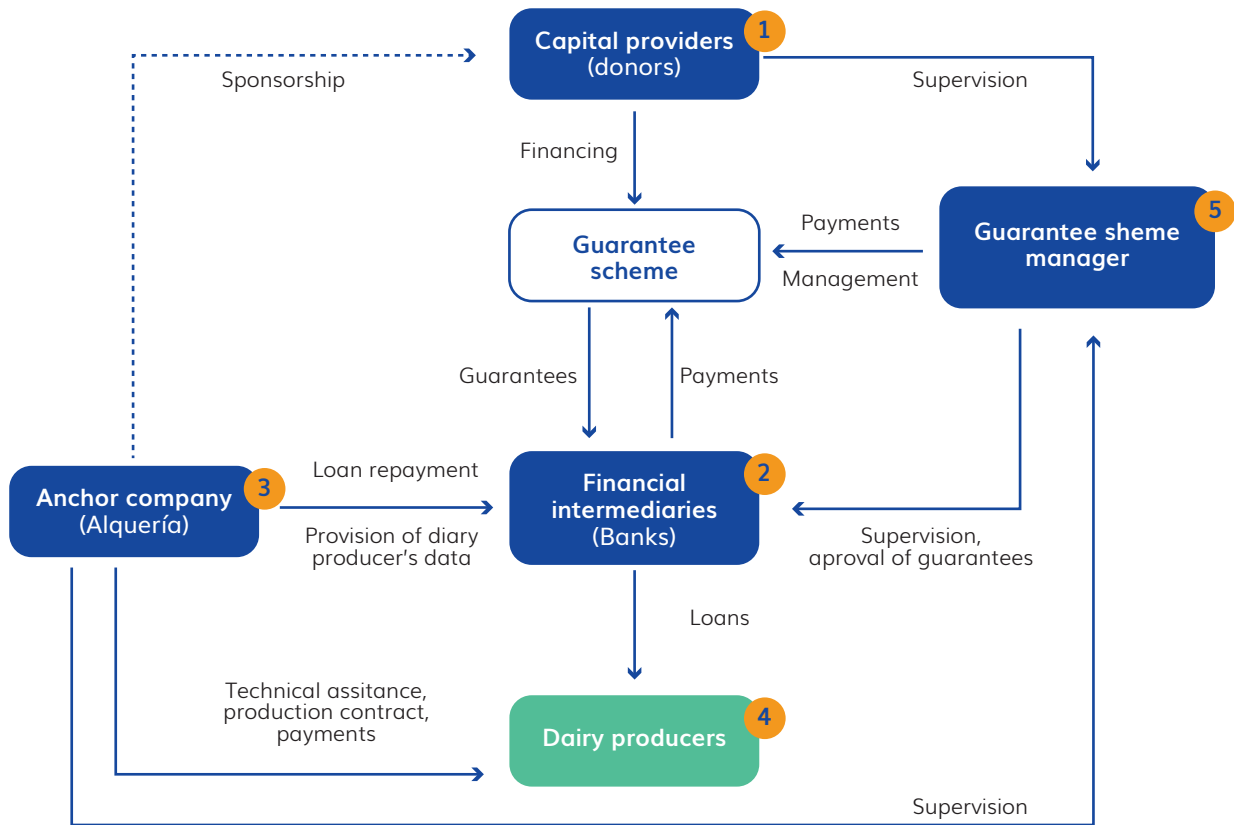 Capital providers
(donors)
1
Sponsorship
Supervision
Financing
Guarantee
scheme
Payments
Management
Guarantee sheme
manager
5
Guarantees
Payments
Anchor company
(Alquería)
3
Loan repayment
Provision of diary
producer's data
Financial
intermediaries
(Banks)
2
Supervision,
aproval of guarantees
Loans
Technical assitance,
production contract,
payments
Dairy producers
4
Supervision